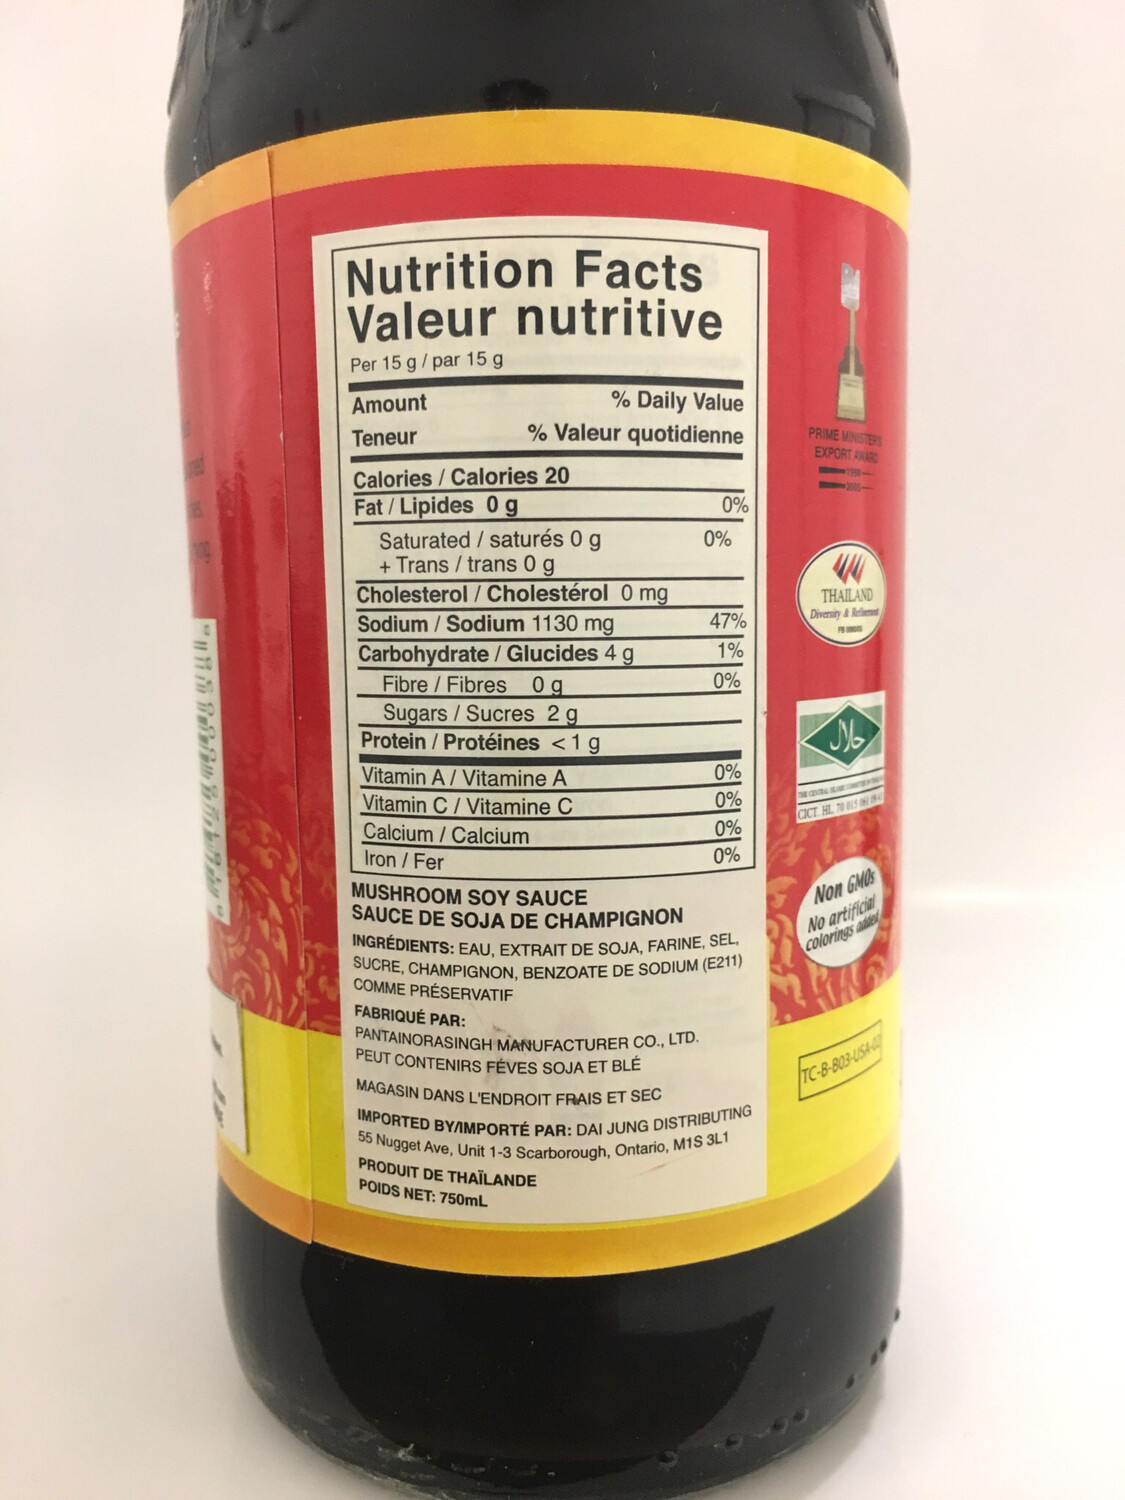 Nutrition Facts
Valeur nutritive
Per 15 g / par 15 g
Amount % Daily Value
Teneur % Valeur quotidienne
Calories / Calories 20
Fat / Lipides 0 g 0%
Saturated / saturés 0 g 0%
+ Trans / trans 0 g
Cholesterol / Cholestérol 0 mg
Sodium / Sodium 1130 mg 47%
Carbohydrate / Glucides 4 g 1%
Fibre / Fibres 0 g 0%
Sugars / Sucres 2 g
Protein / Protéines < 1 g
Vitamin A / Vitamine A 0%
Vitamin C / Vitamine C 0%
Calcium / Calcium 0%
Iron / Fer 0%
MUSHROOM SOY SAUCE
SAUCE DE SOJA DE CHAMPIGNON
INGRÉDIENTS: EAU, EXTRAIT DE SOJA, FARINE, SEL,
SUCRE, CHAMPIGNON, BENZOATE DE SODIUM (E211)
COMME PRÉSERVATIF
FABRIQUÉ PAR:
PANTAINORASINGH MANUFACTURER CO., LTD.
PEUT CONTENIRS FÉVES SOJA ET BLÉ
MAGASIN DANS L'ENDROIT FRAIS ET SEC
IMPORTED BY/IMPORTÉ PAR: DAI JUNG DISTRIBUTING
55 Nugget Ave, Unit 1-3 Scarborough, Ontario, M1S 3L1
PRODUIT DE THAÏLANDE
POIDS NET: 750mL
PRIME MINISTER'S
EXPORT AWARD
THAILAND
Diversity & Refinement
حلال
CICT. HL.
Non GMOs
No artificial
colorings added
TC-B-B03-USA-02